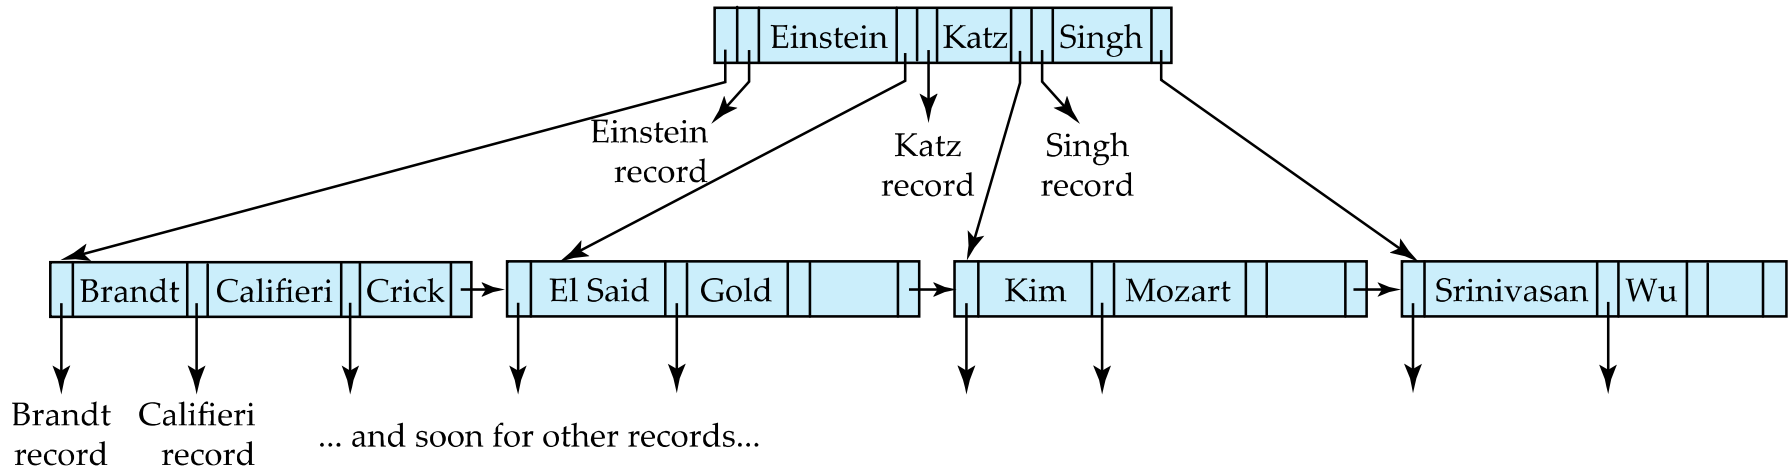 Einstein Katz Singh
Einstein
record
Katz
record
Singh
record
Brandt Califieri Crick El Said Gold Kim Mozart Srinivasan Wu
Brandt
record
Califieri
record
... and soon for other records...